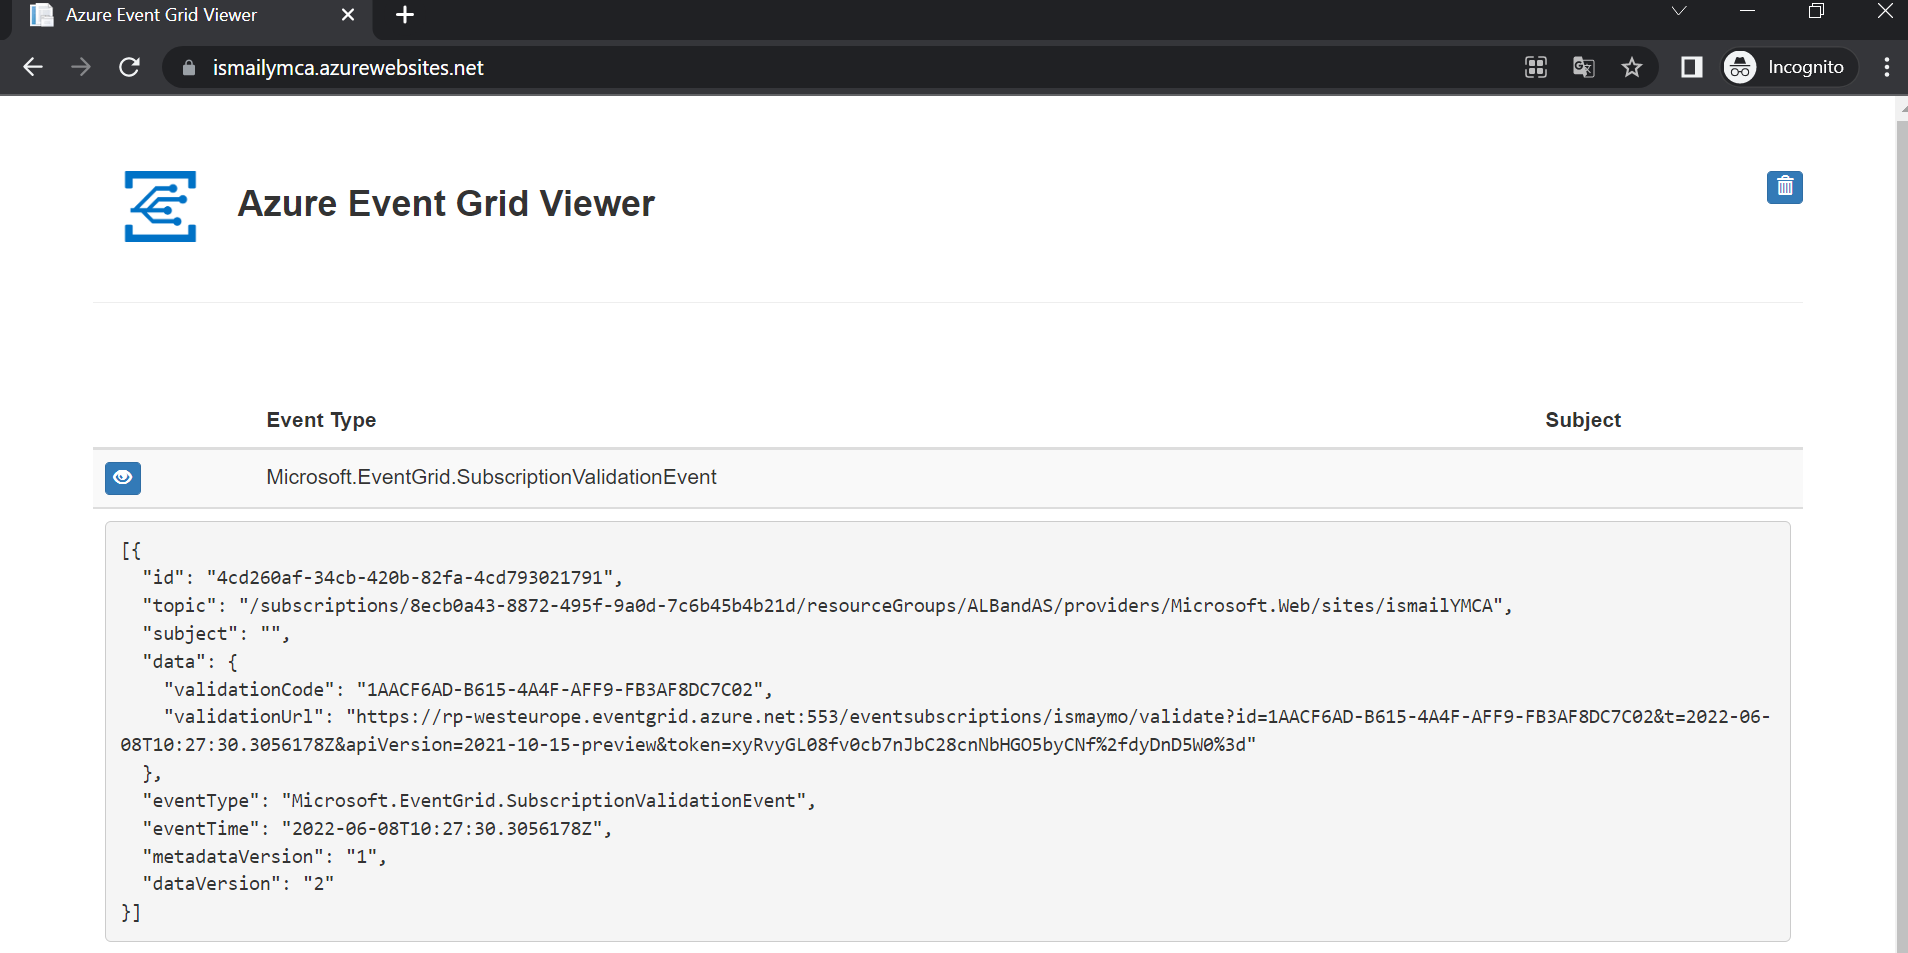 Azure Event Grid Viewer
ismailymca.azurewebsites.net
Incognito
Azure Event Grid Viewer
Event Type Subject
Microsoft.EventGrid.SubscriptionValidationEvent
[{
"id": "4cd260af-34cb-420b-82fa-4cd793021791",
"topic": "/subscriptions/8ecb0a43-8872-495f-9a0d-7c6b45b4b21d/resourceGroups/ALBandAS/providers/Microsoft.Web/sites/ismailYMCA",
"subject": "",
"data": {
"validationCode": "1AACF6AD-B615-4A4F-AFF9-FB3AF8DC7C02",
"validationUrl": "https://rp-westeurope.eventgrid.azure.net:553/eventsubscriptions/ismaymo/validate?id=1AACF6AD-B615-4A4F-AFF9-FB3AF8DC7C02&t=2022-06-
08T10:27:30.3056178Z&apiVersion=2021-10-15-preview&token=xyRvyGL08fv0cb7nJbC28cnNbHGO5byCNf%2fdyDnD5W0%3d"
},
"eventType": "Microsoft.EventGrid.SubscriptionValidationEvent",
"eventTime": "2022-06-08T10:27:30.3056178Z",
"metadataVersion": "1",
"dataVersion": "2"
}]